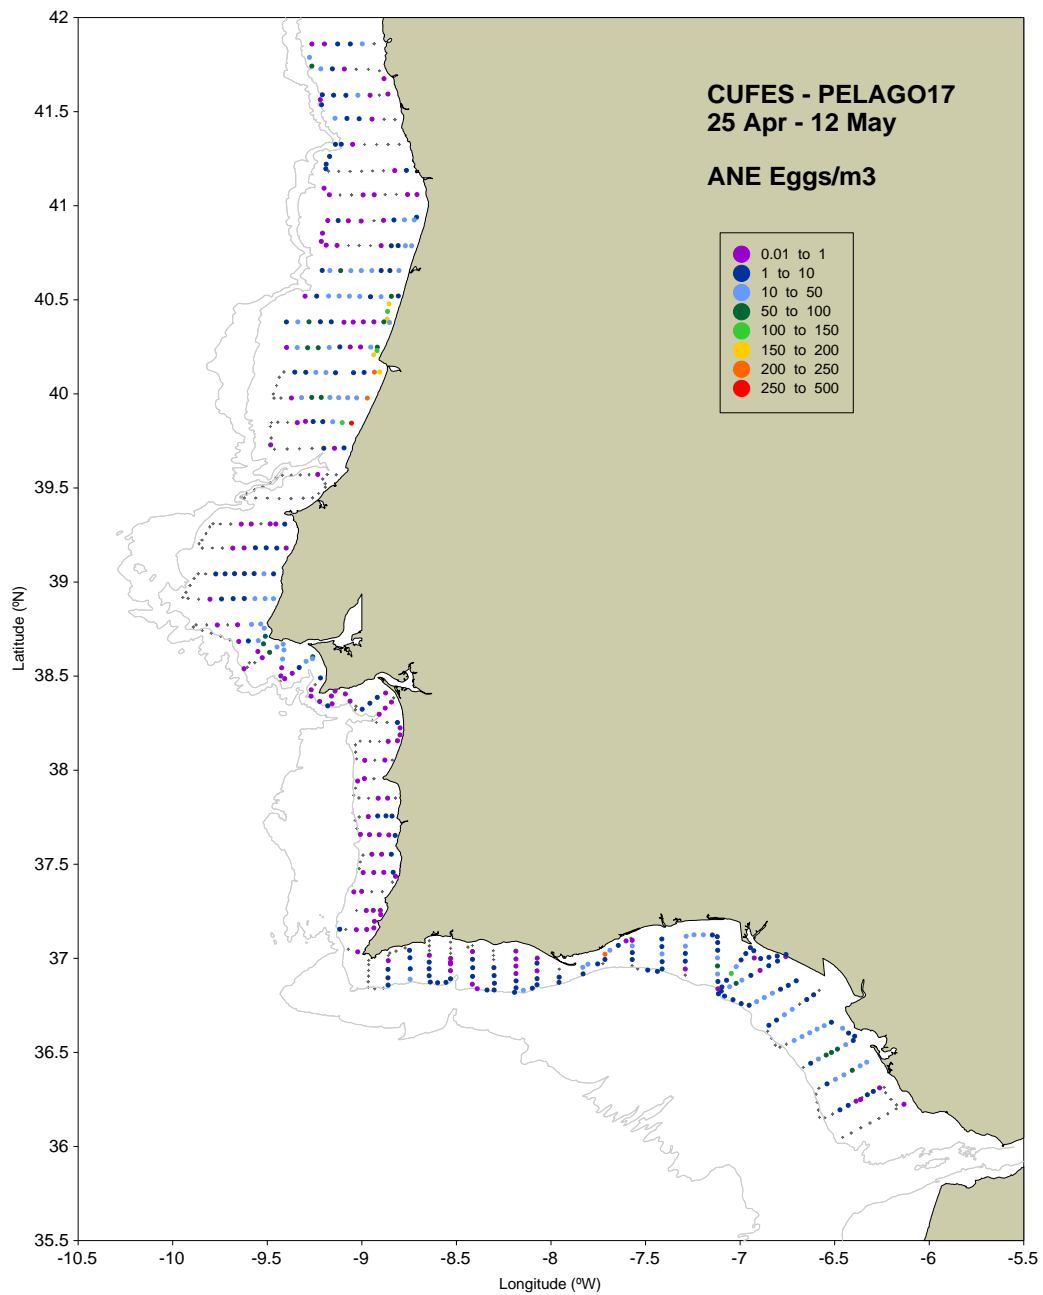 CUFES - PELAGO17
25 Apr - 12 May
ANE Eggs/m3
0.01 to 1
1 to 10
10 to 50
50 to 100
100 to 150
150 to 200
200 to 250
250 to 500
42
41.5
41
40.5
40
39.5
39
38.5
38
37.5
37
36.5
36
35.5
Latitude (ºN)
-10.5 -10 -9.5 -9 -8.5 -8 -7.5 -7 -6.5 -6 -5.5
Longitude (ºW)